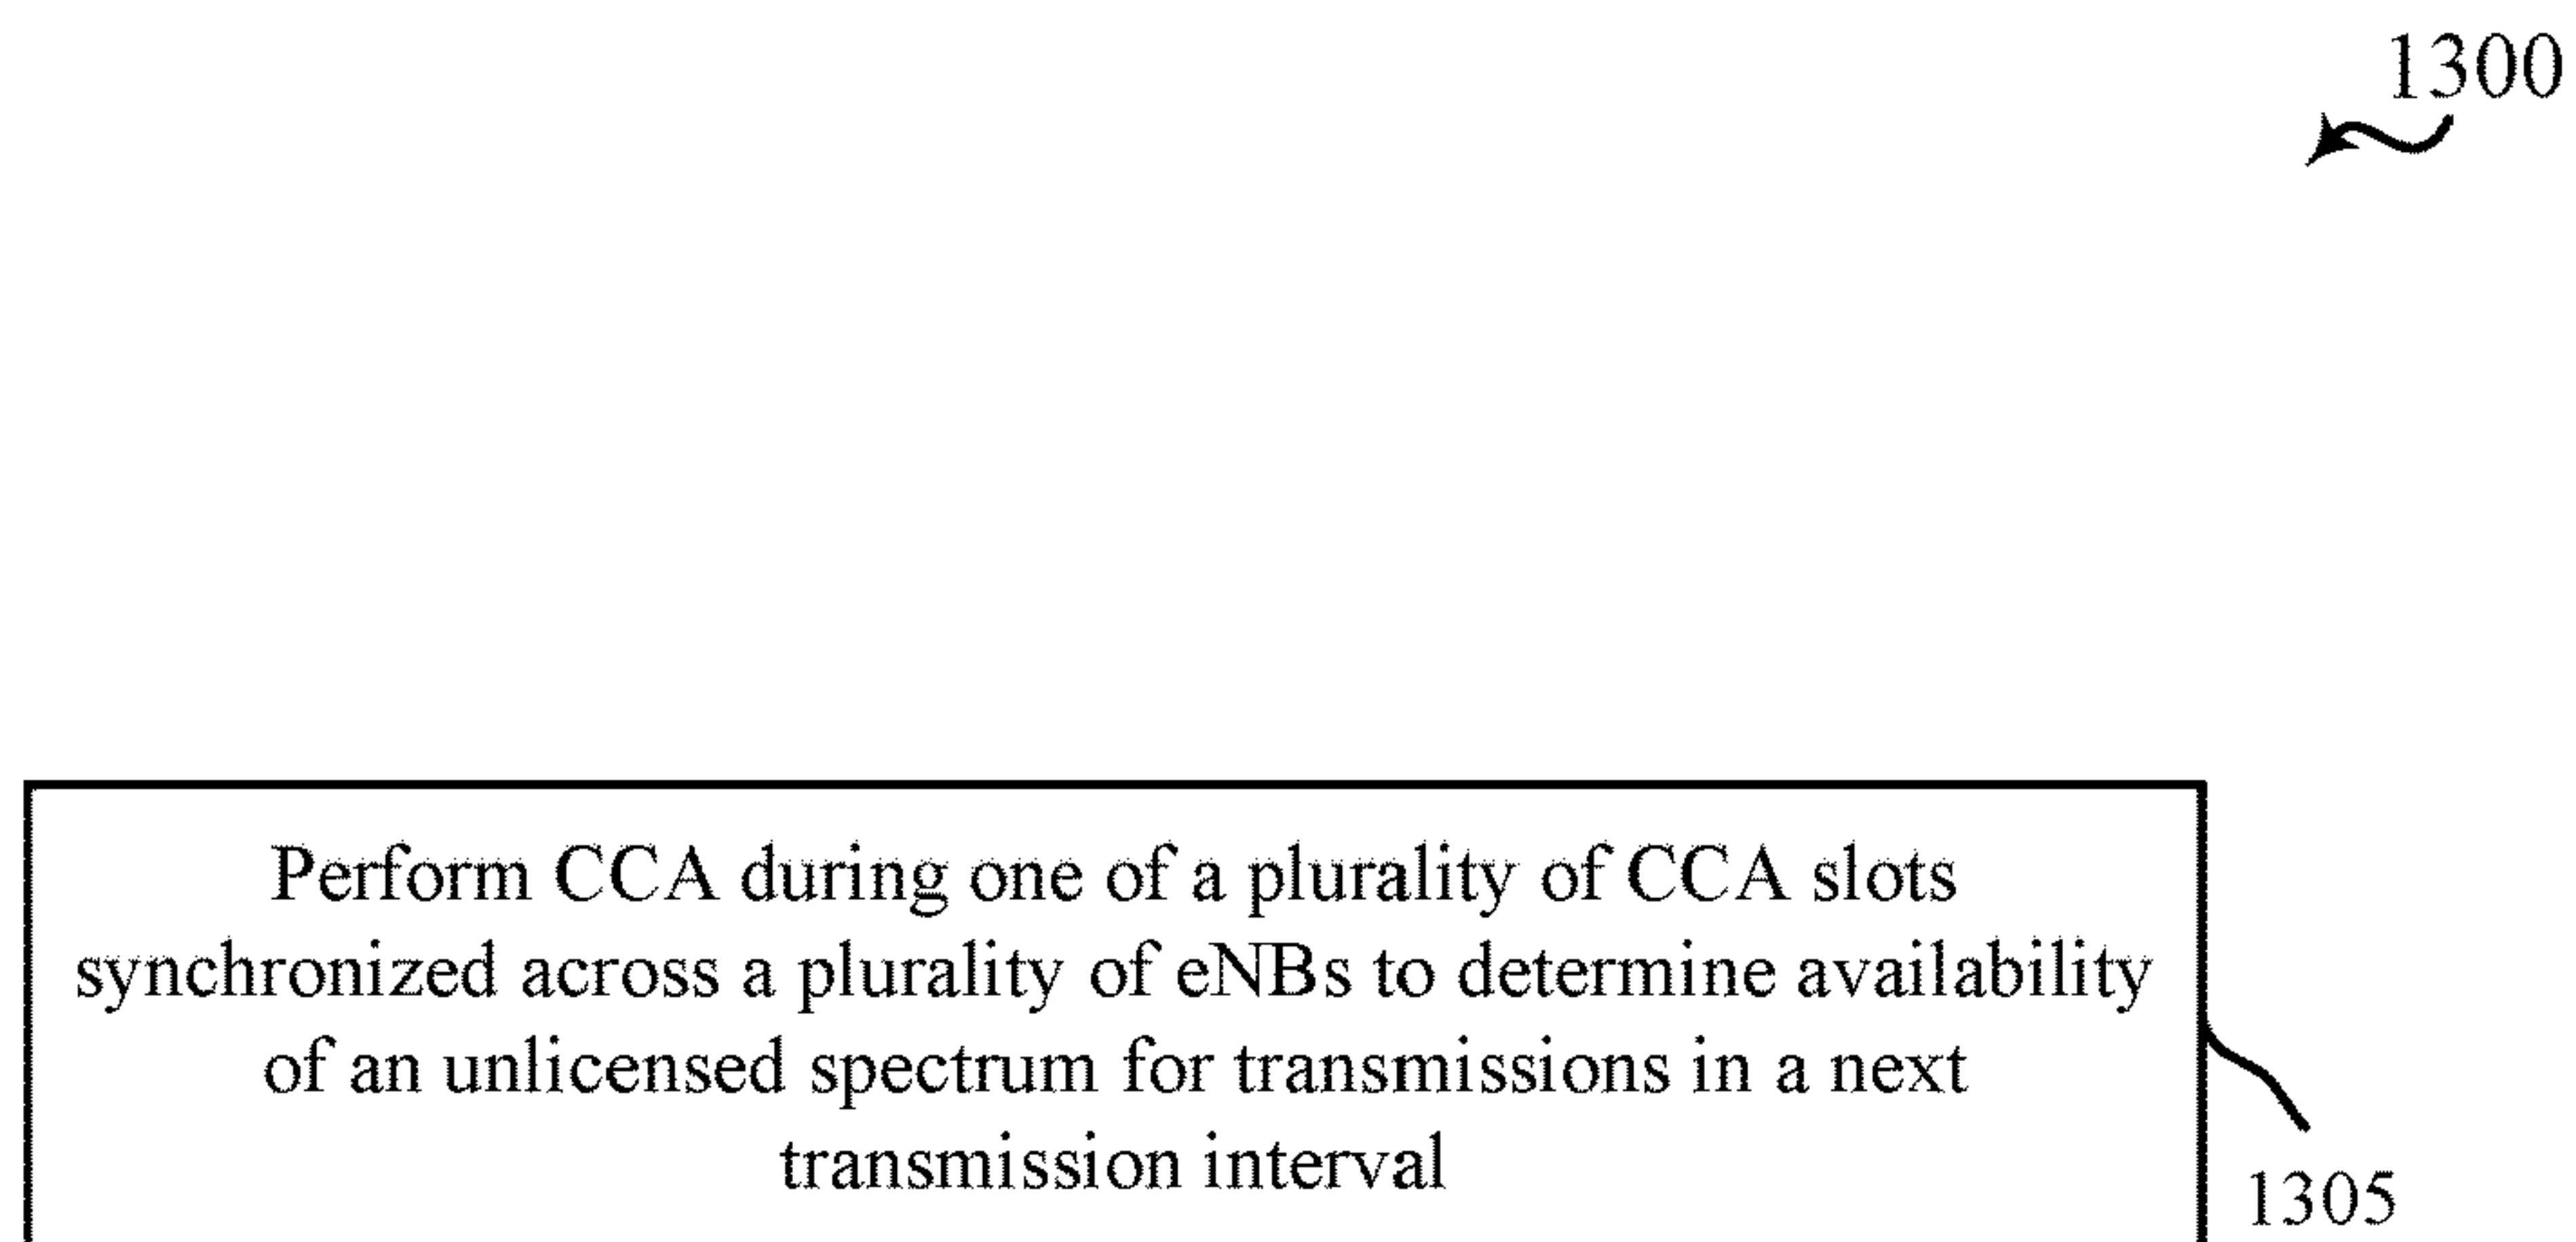 1300
Perform CCA during one of a plurality of CCA slots
synchronized across a plurality of eNBs to determine availability
of an unlicensed spectrum for transmissions in a next
transmission interval
1305